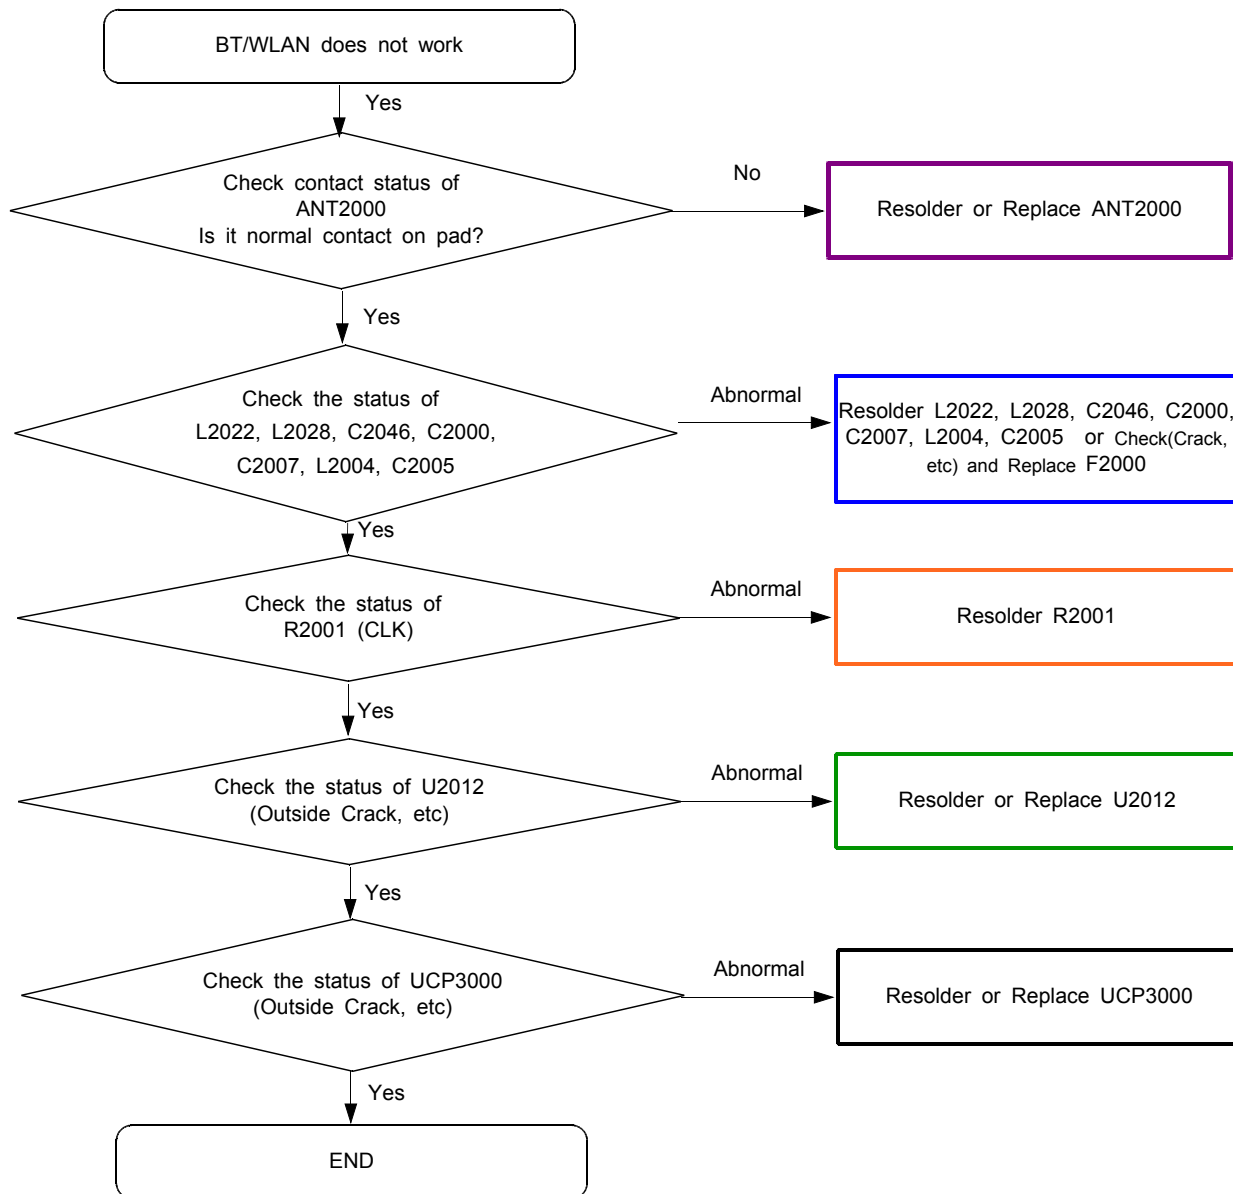 BT/WLAN does not work
Yes
Check contact status of
ANT2000
Is it normal contact on pad?
No
Resolder or Replace ANT2000
Yes
Check the status of
L2022, L2028, C2046, C2000,
C2007, L2004, C2005
Abnormal
Resolder L2022, L2028, C2046, C2000,
C2007, L2004, C2005 or Check(Crack,
etc) and Replace F2000
Yes
Check the status of
R2001 (CLK)
Abnormal
Resolder R2001
Yes
Check the status of U2012
(Outside Crack, etc)
Abnormal
Resolder or Replace U2012
Yes
Check the status of UCP3000
(Outside Crack, etc)
Abnormal
Resolder or Replace UCP3000
Yes
END